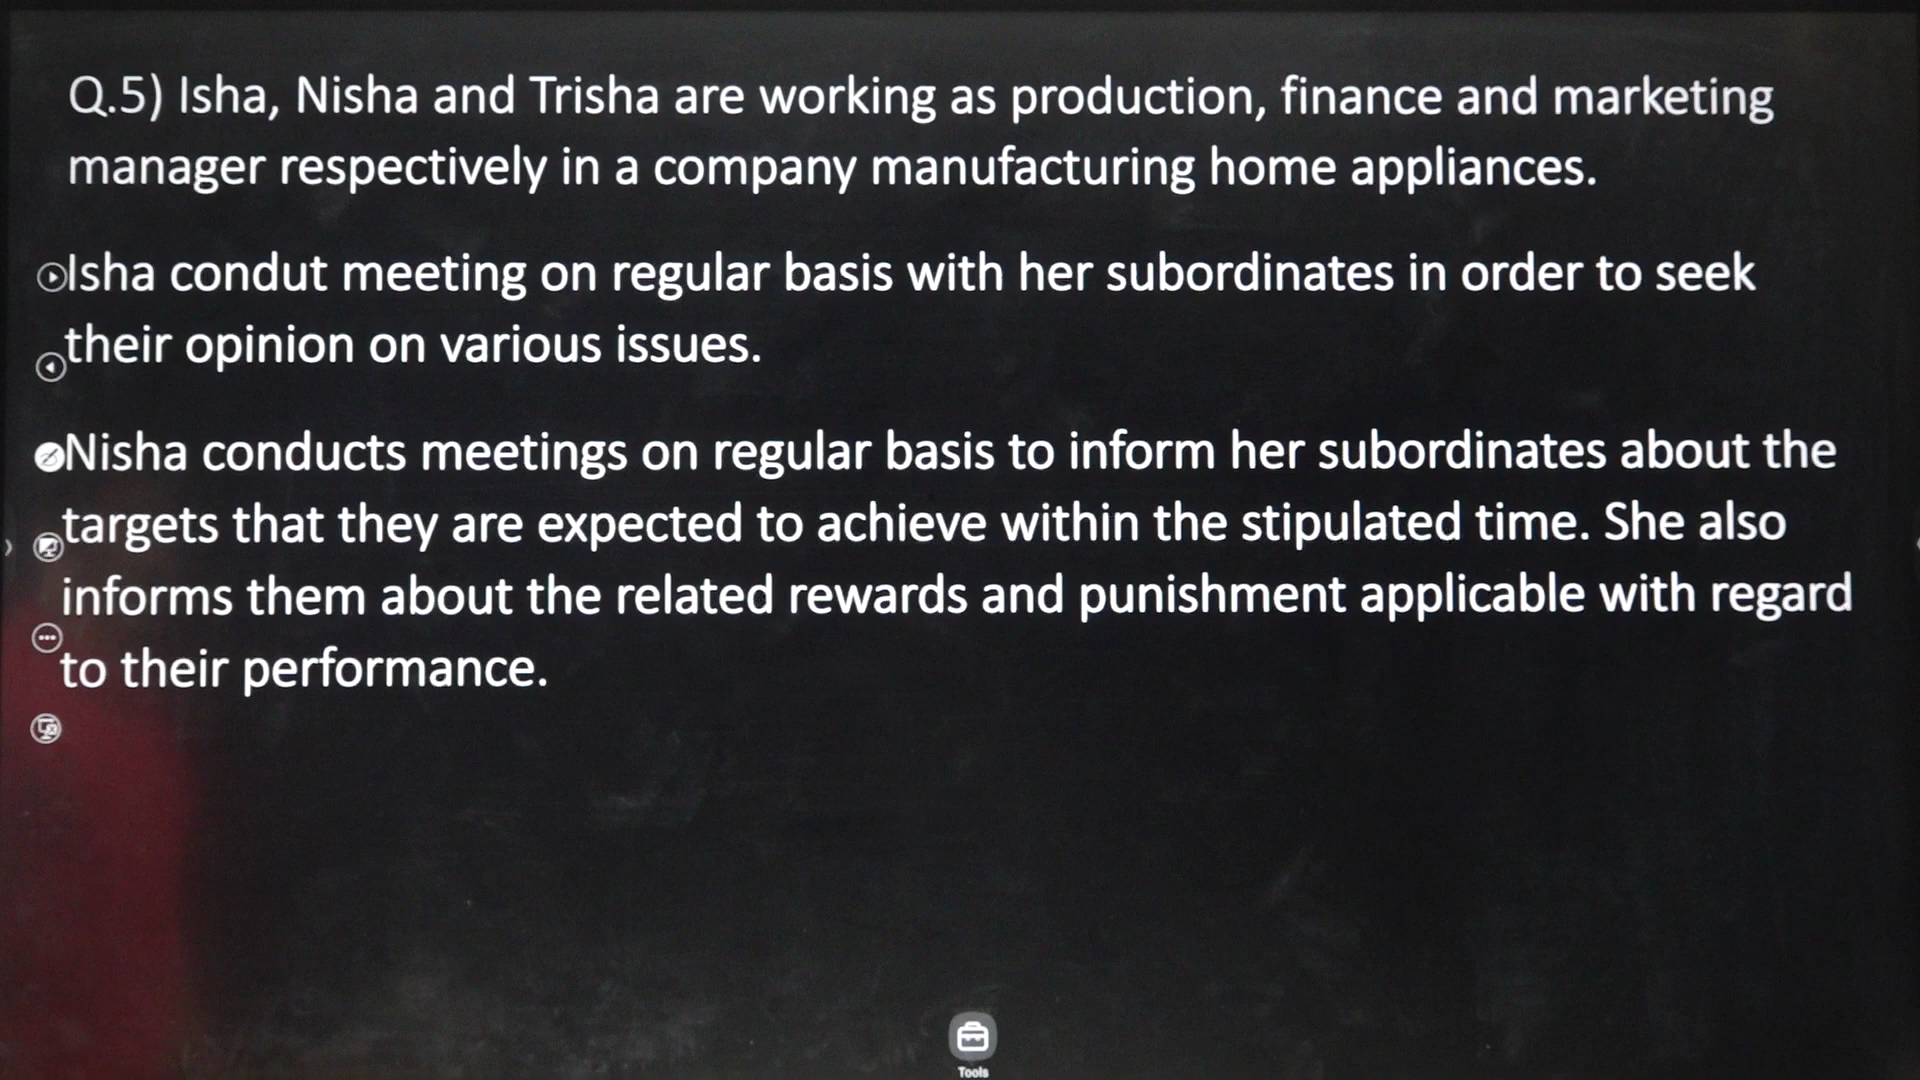 Q.5) Isha, Nisha and Trisha are working as production, finance and marketing
manager respectively in a company manufacturing home appliances.
Isha condut meeting on regular basis with her subordinates in order to seek
their opinion on various issues.
Nisha conducts meetings on regular basis to inform her subordinates about the
targets that they are expected to achieve within the stipulated time. She also
informs them about the related rewards and punishment applicable with regard
to their performance.
Tools